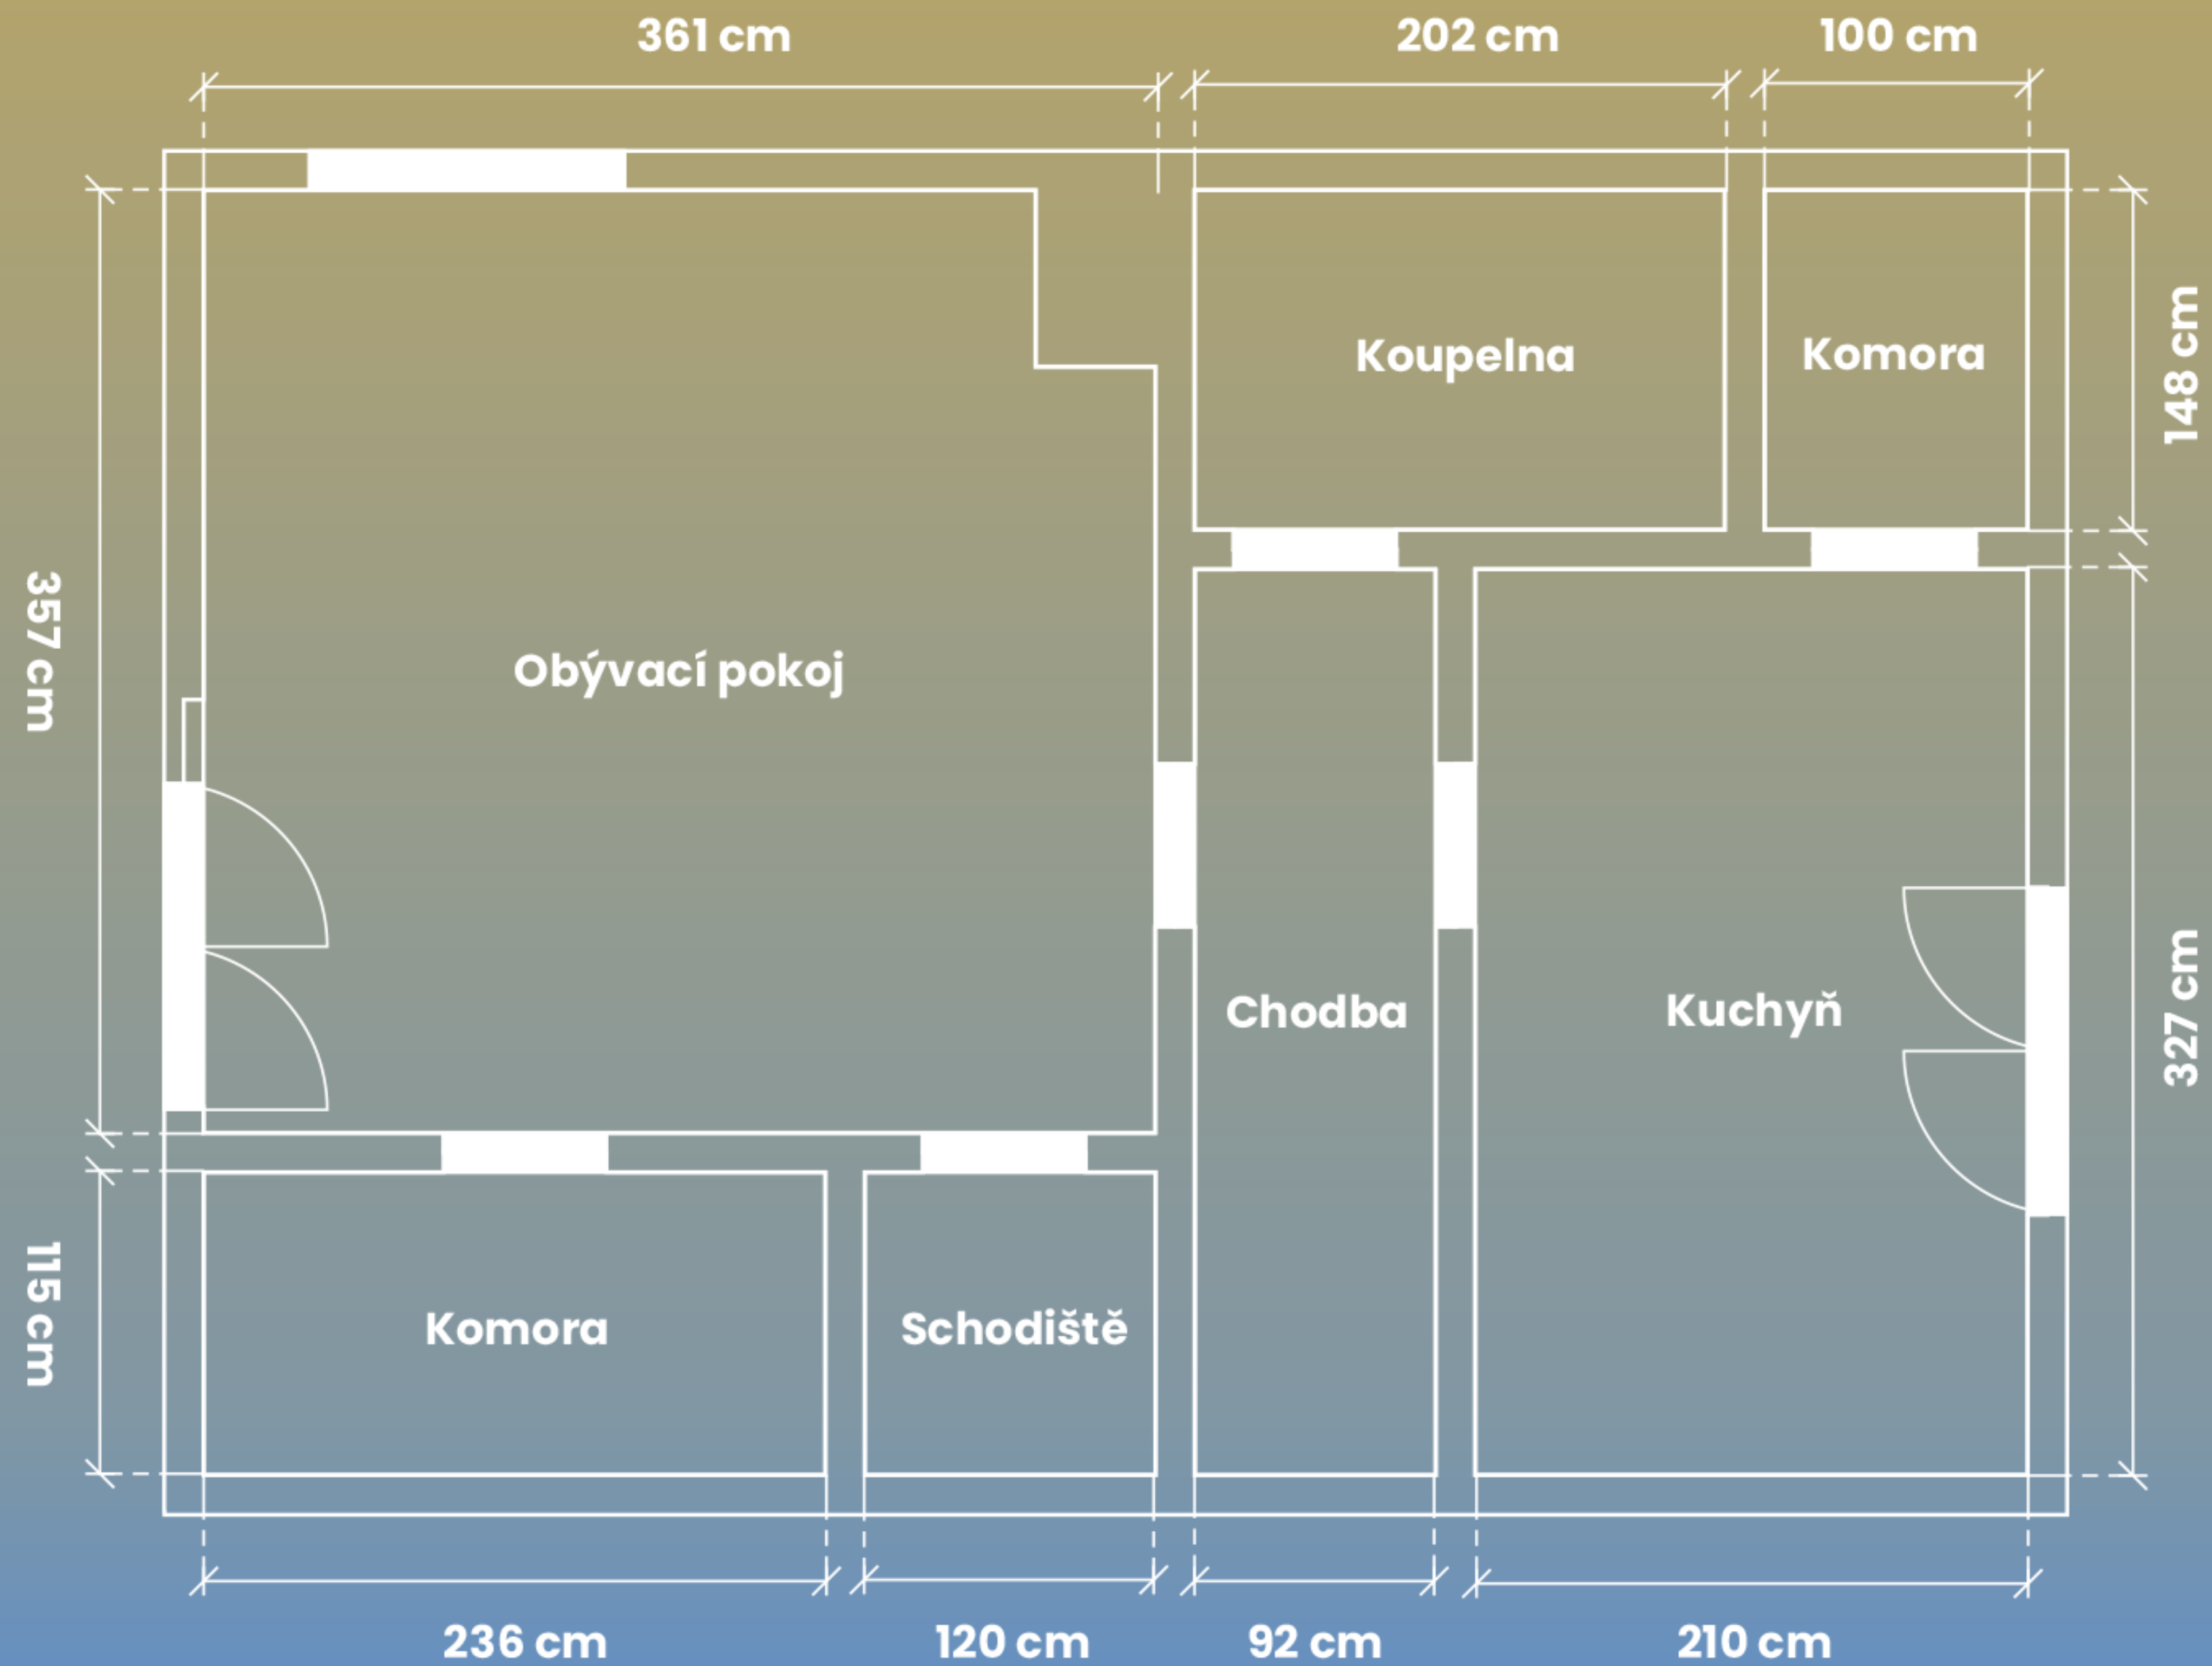 361 cm
202 cm
100 cm
148 cm
Koupelna
Komora
357 cm
Obývací pokoj
Chodba
Kuchyň
327 cm
115 cm
Komora
Schodiště
236 cm
120 cm
92 cm
210 cm